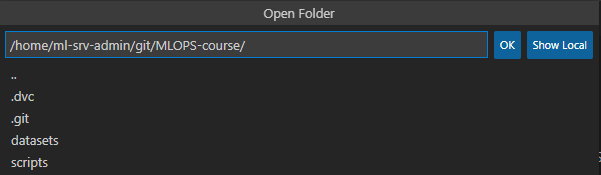 Open Folder
/home/ml-srv-admin/git/MLOPS-course/
OK
Show Local
..
.dvc
.git
datasets
scripts